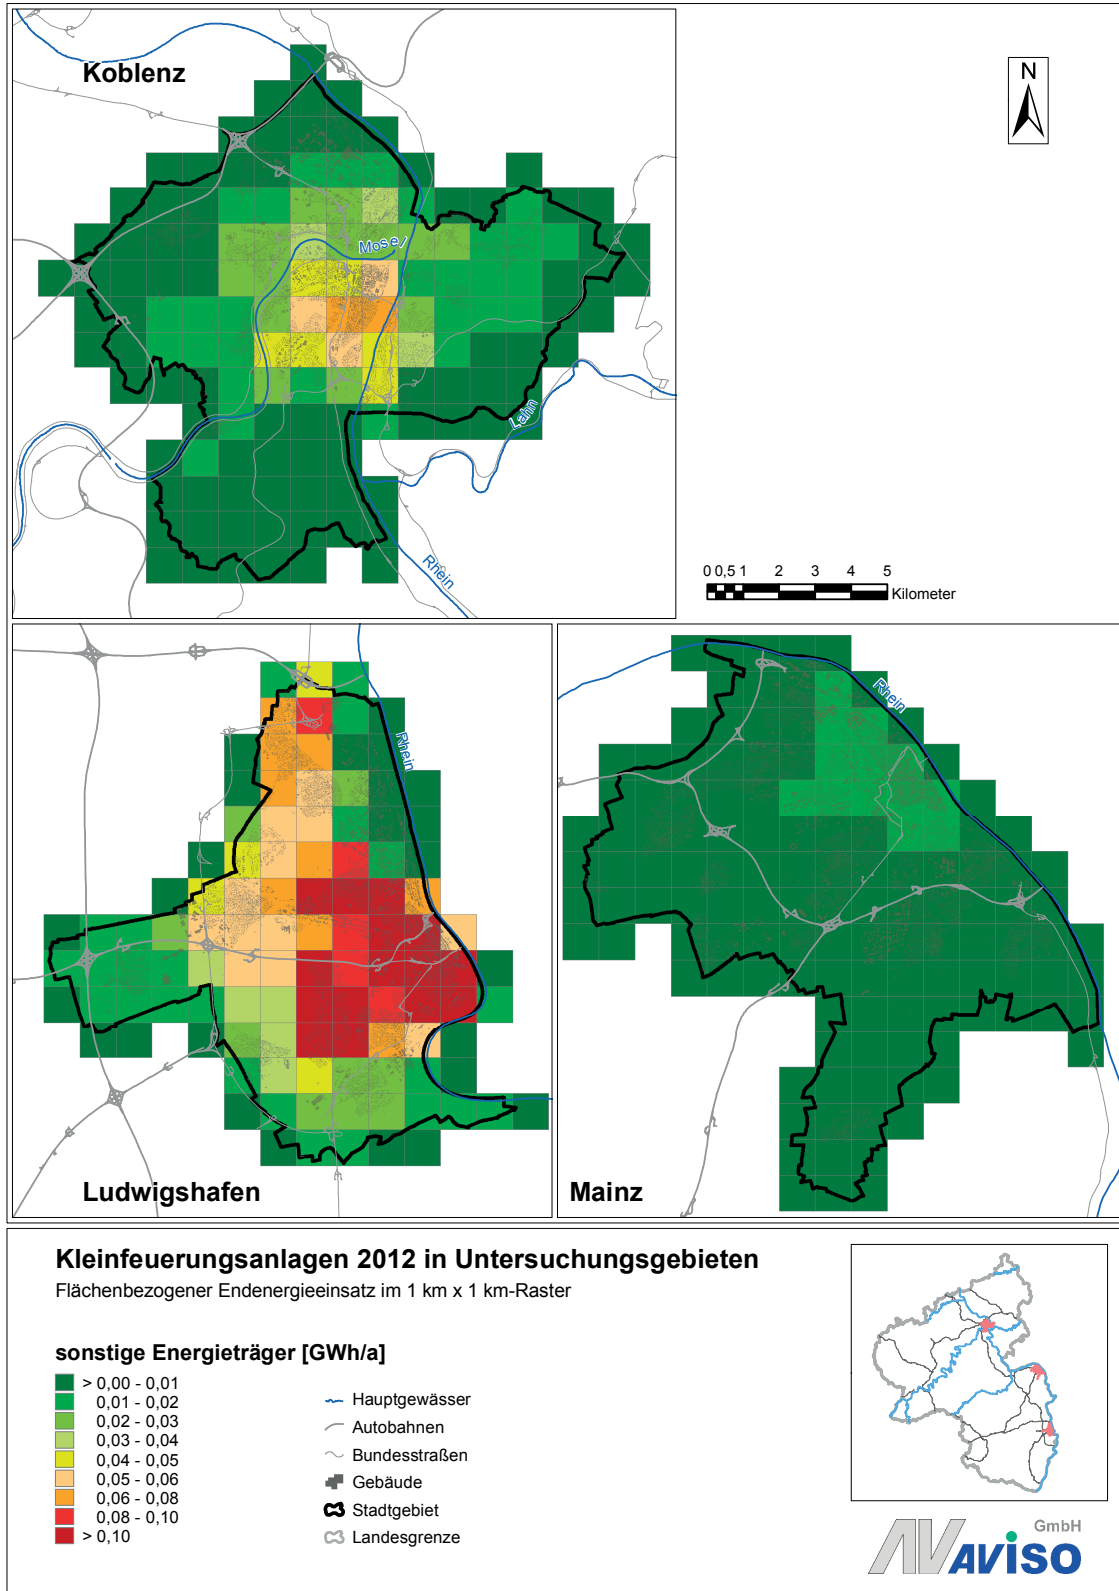 Koblenz
N
Mosel
Lahn
Rhein
0 0,5 1 2 3 4 5
Kilometer
Rhein
Ludwigshafen
Rhein
Mainz
Kleinfeuerungsanlagen 2012 in Untersuchungsgebieten
Flächenbezogener Endenergieeinsatz im 1 km x 1 km-Raster
sonstige Energieträger [GWh/a]
> 0,00 - 0,01
0,01 - 0,02
0,02 - 0,03
0,03 - 0,04
0,04 - 0,05
0,05 - 0,06
0,06 - 0,08
0,08 - 0,10
> 0,10
Hauptgewässer
Autobahnen
Bundesstraßen
Gebäude
Stadtgebiet
Landesgrenze
GmbH
AVISO